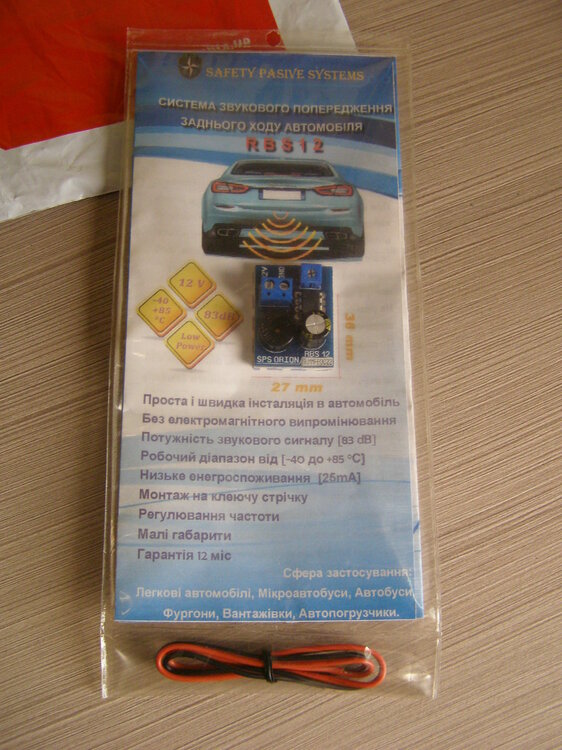 SAFETY PASIVE SYSTEMS
СИСТЕМА ЗВУКОВОГО ПОПЕРЕДЖЕННЯ
ЗАДНЬОГО ХОДУ АВТОМОБІЛЯ
RBS12
12 V
-40
+85
°C
83dB
Low
Power
12V
GND
SPS ORION
RBS 12
36 mm
27 mm
Проста і швидка інсталяція в автомобіль
Без електромагнітного випромінювання
Потужність звукового сигналу [83 dB]
Робочий діапазон від [-40 до +85 °C]
Низьке енегроспоживання [25mA]
Монтаж на клеючу стрічку
Регулювання частоти
Малі габарити
Гарантія 12 міс
Сфера застосування:
Легкові автомобілі, Мікроавтобуси, Автобуси,
Фургони, Вантажівки, Автопогрузчики.